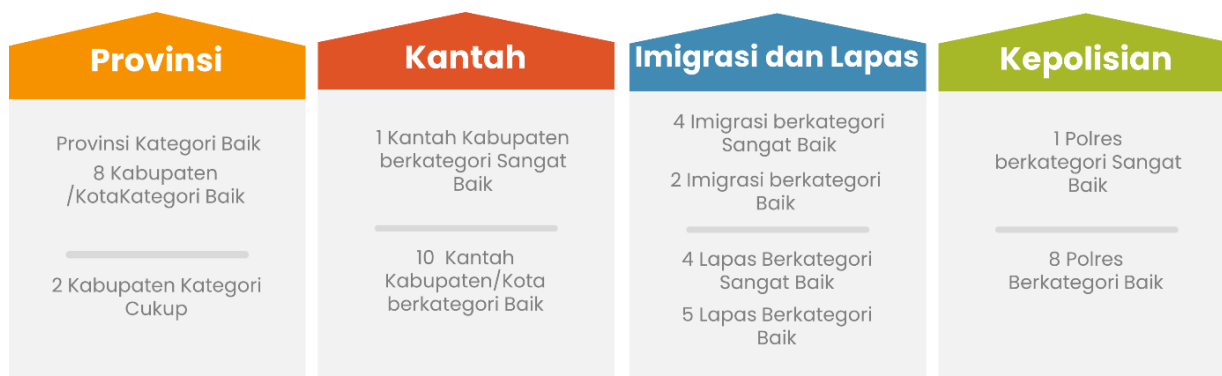 Provinsi
Provinsi Kategori Baik
8 Kabupaten
/KotaKategori Baik
2 Kabupaten Kategori
Cukup
Kantah
1 Kantah Kabupaten
berkategori Sangat
Baik
10 Kantah
Kabupaten/Kota
berkategori Baik
Imigrasi dan Lapas
4 Imigrasi berkategori
Sangat Baik
2 Imigrasi berkategori
Baik
4 Lapas Berkategori
Sangat Baik
5 Lapas Berkategori
Baik
Kepolisian
1 Polres
berkategori Sangat
Baik
8 Polres
Berkategori Baik